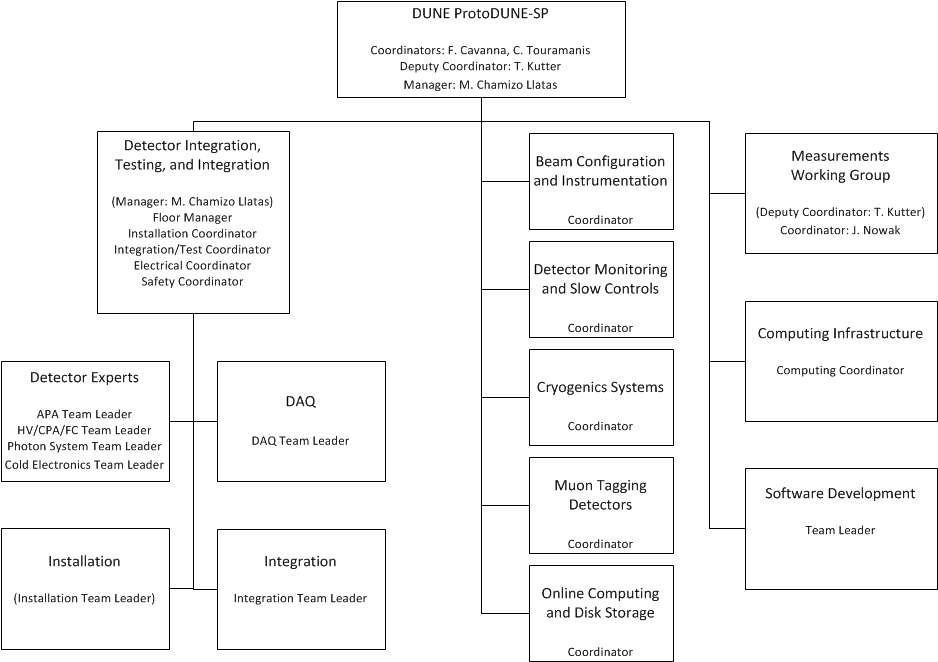 DUNE ProtoDUNE-SP
Coordinators: F. Cavanna, C. Touramanis
Deputy Coordinator: T. Kutter
Manager: M. Chamizo Llatas
Detector Integration,
Testing, and Integration
(Manager: M. Chamizo Llatas)
Floor Manager
Installation Coordinator
Integration/Test Coordinator
Electrical Coordinator
Safety Coordinator
Detector Experts
APA Team Leader
HV/CPA/FC Team Leader
Photon System Team Leader
Cold Electronics Team Leader
DAQ
DAQ Team Leader
Installation
(Installation Team Leader)
Integration
Integration Team Leader
Beam Configuration
and Instrumentation
Coordinator
Detector Monitoring
and Slow Controls
Coordinator
Cryogenics Systems
Coordinator
Muon Tagging
Detectors
Coordinator
Online Computing
and Disk Storage
Coordinator
Measurements
Working Group
(Deputy Coordinator: T. Kutter)
Coordinator: J. Nowak
Computing Infrastructure
Computing Coordinator
Software Development
Team Leader